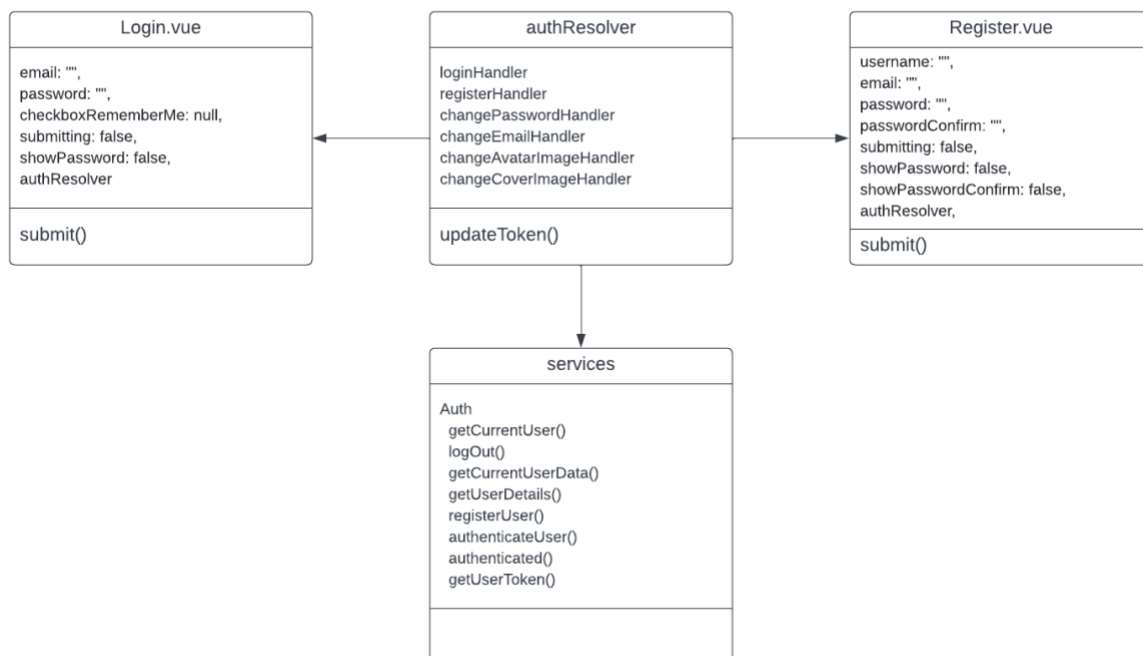 Login.vue
email: "",
password: "",
checkboxRememberMe: null,
submitting: false,
showPassword: false,
authResolver
submit()
authResolver
loginHandler
registerHandler
changePasswordHandler
changeEmailHandler
changeAvatarImageHandler
changeCoverImageHandler
updateToken()
Register.vue
username: "",
email: "",
password: "",
passwordConfirm: "",
submitting: false,
showPassword: false,
showPasswordConfirm: false,
authResolver,
submit()
services
Auth
getCurrentUser()
logOut()
getCurrentUserData()
getUserDetails()
registerUser()
authenticateUser()
authenticated()
getUserToken()